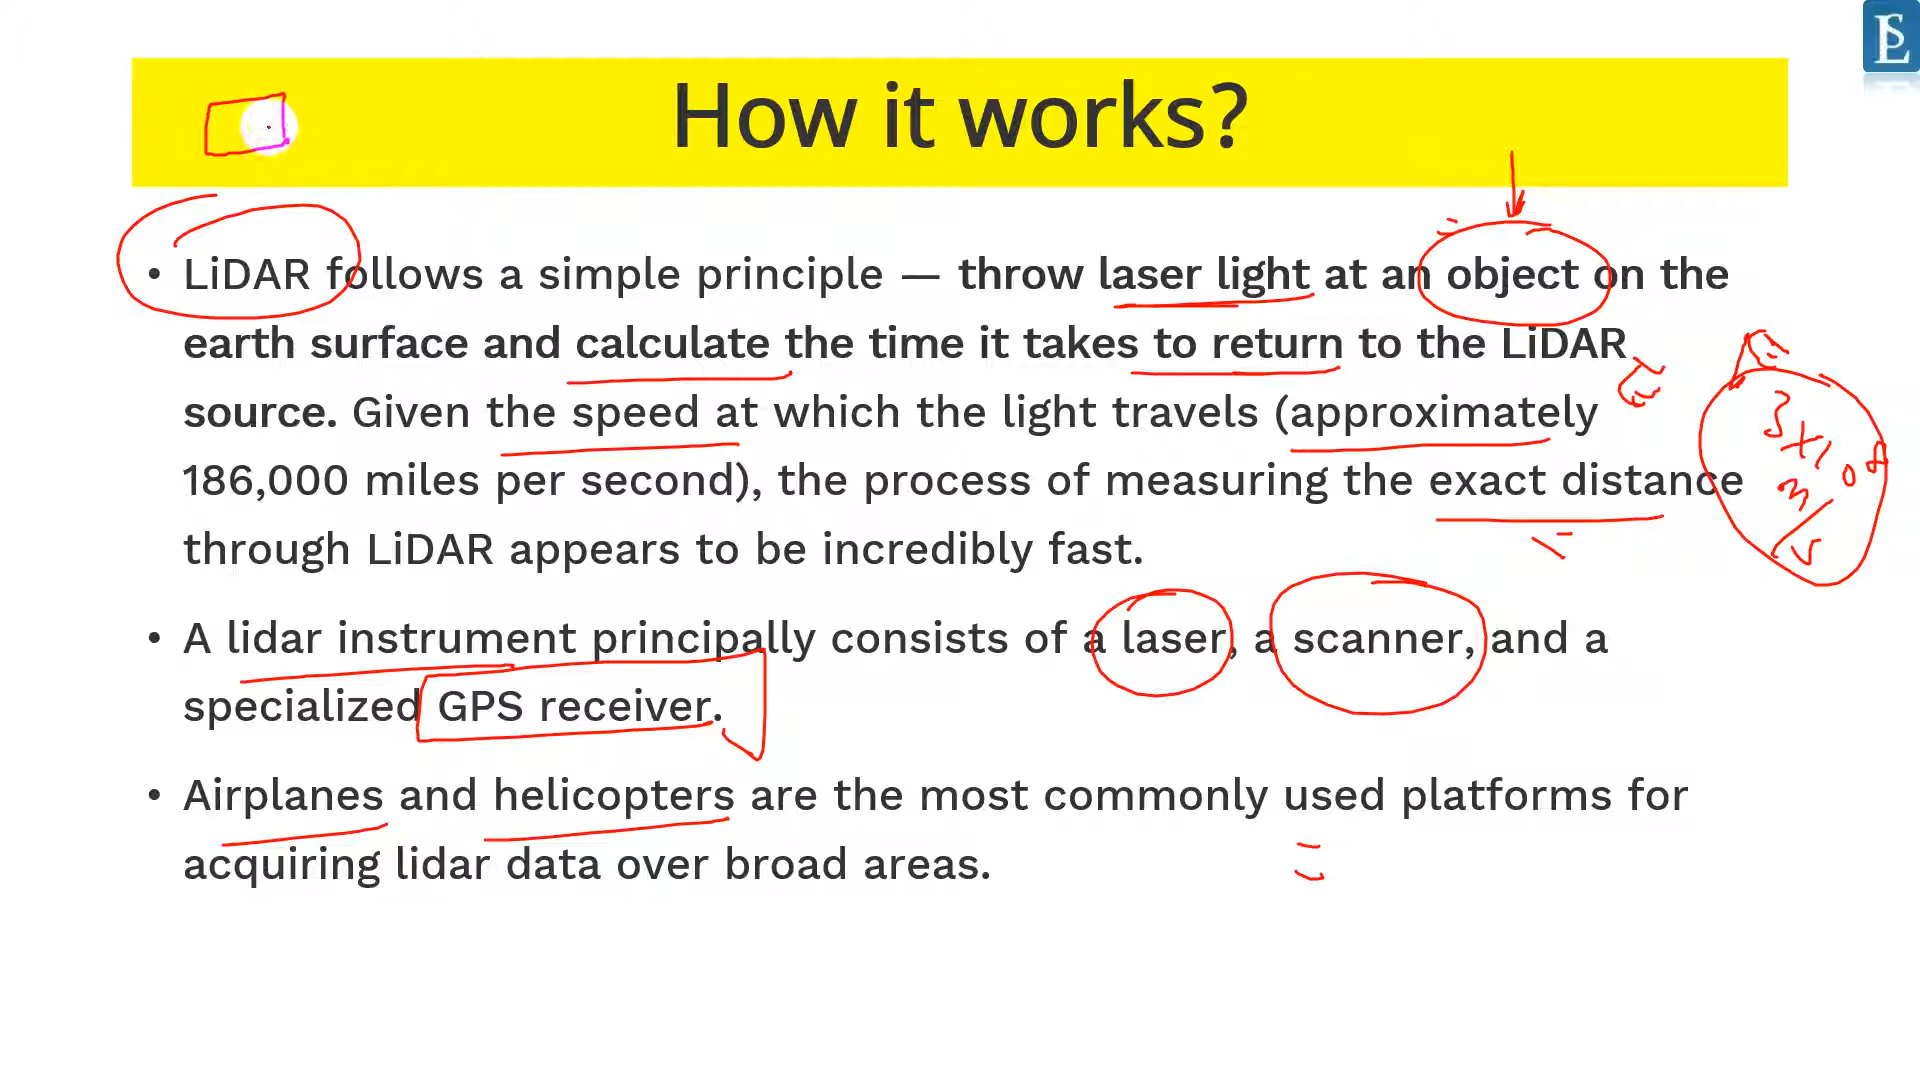 How it works?
• LiDAR follows a simple principle — throw laser light at an object on the
earth surface and calculate the time it takes to return to the LiDAR
source. Given the speed at which the light travels (approximately
186,000 miles per second), the process of measuring the exact distance
through LiDAR appears to be incredibly fast.
3×10⁸
m/s
• A lidar instrument principally consists of a laser, a scanner, and a
specialized GPS receiver.
• Airplanes and helicopters are the most commonly used platforms for
acquiring lidar data over broad areas.